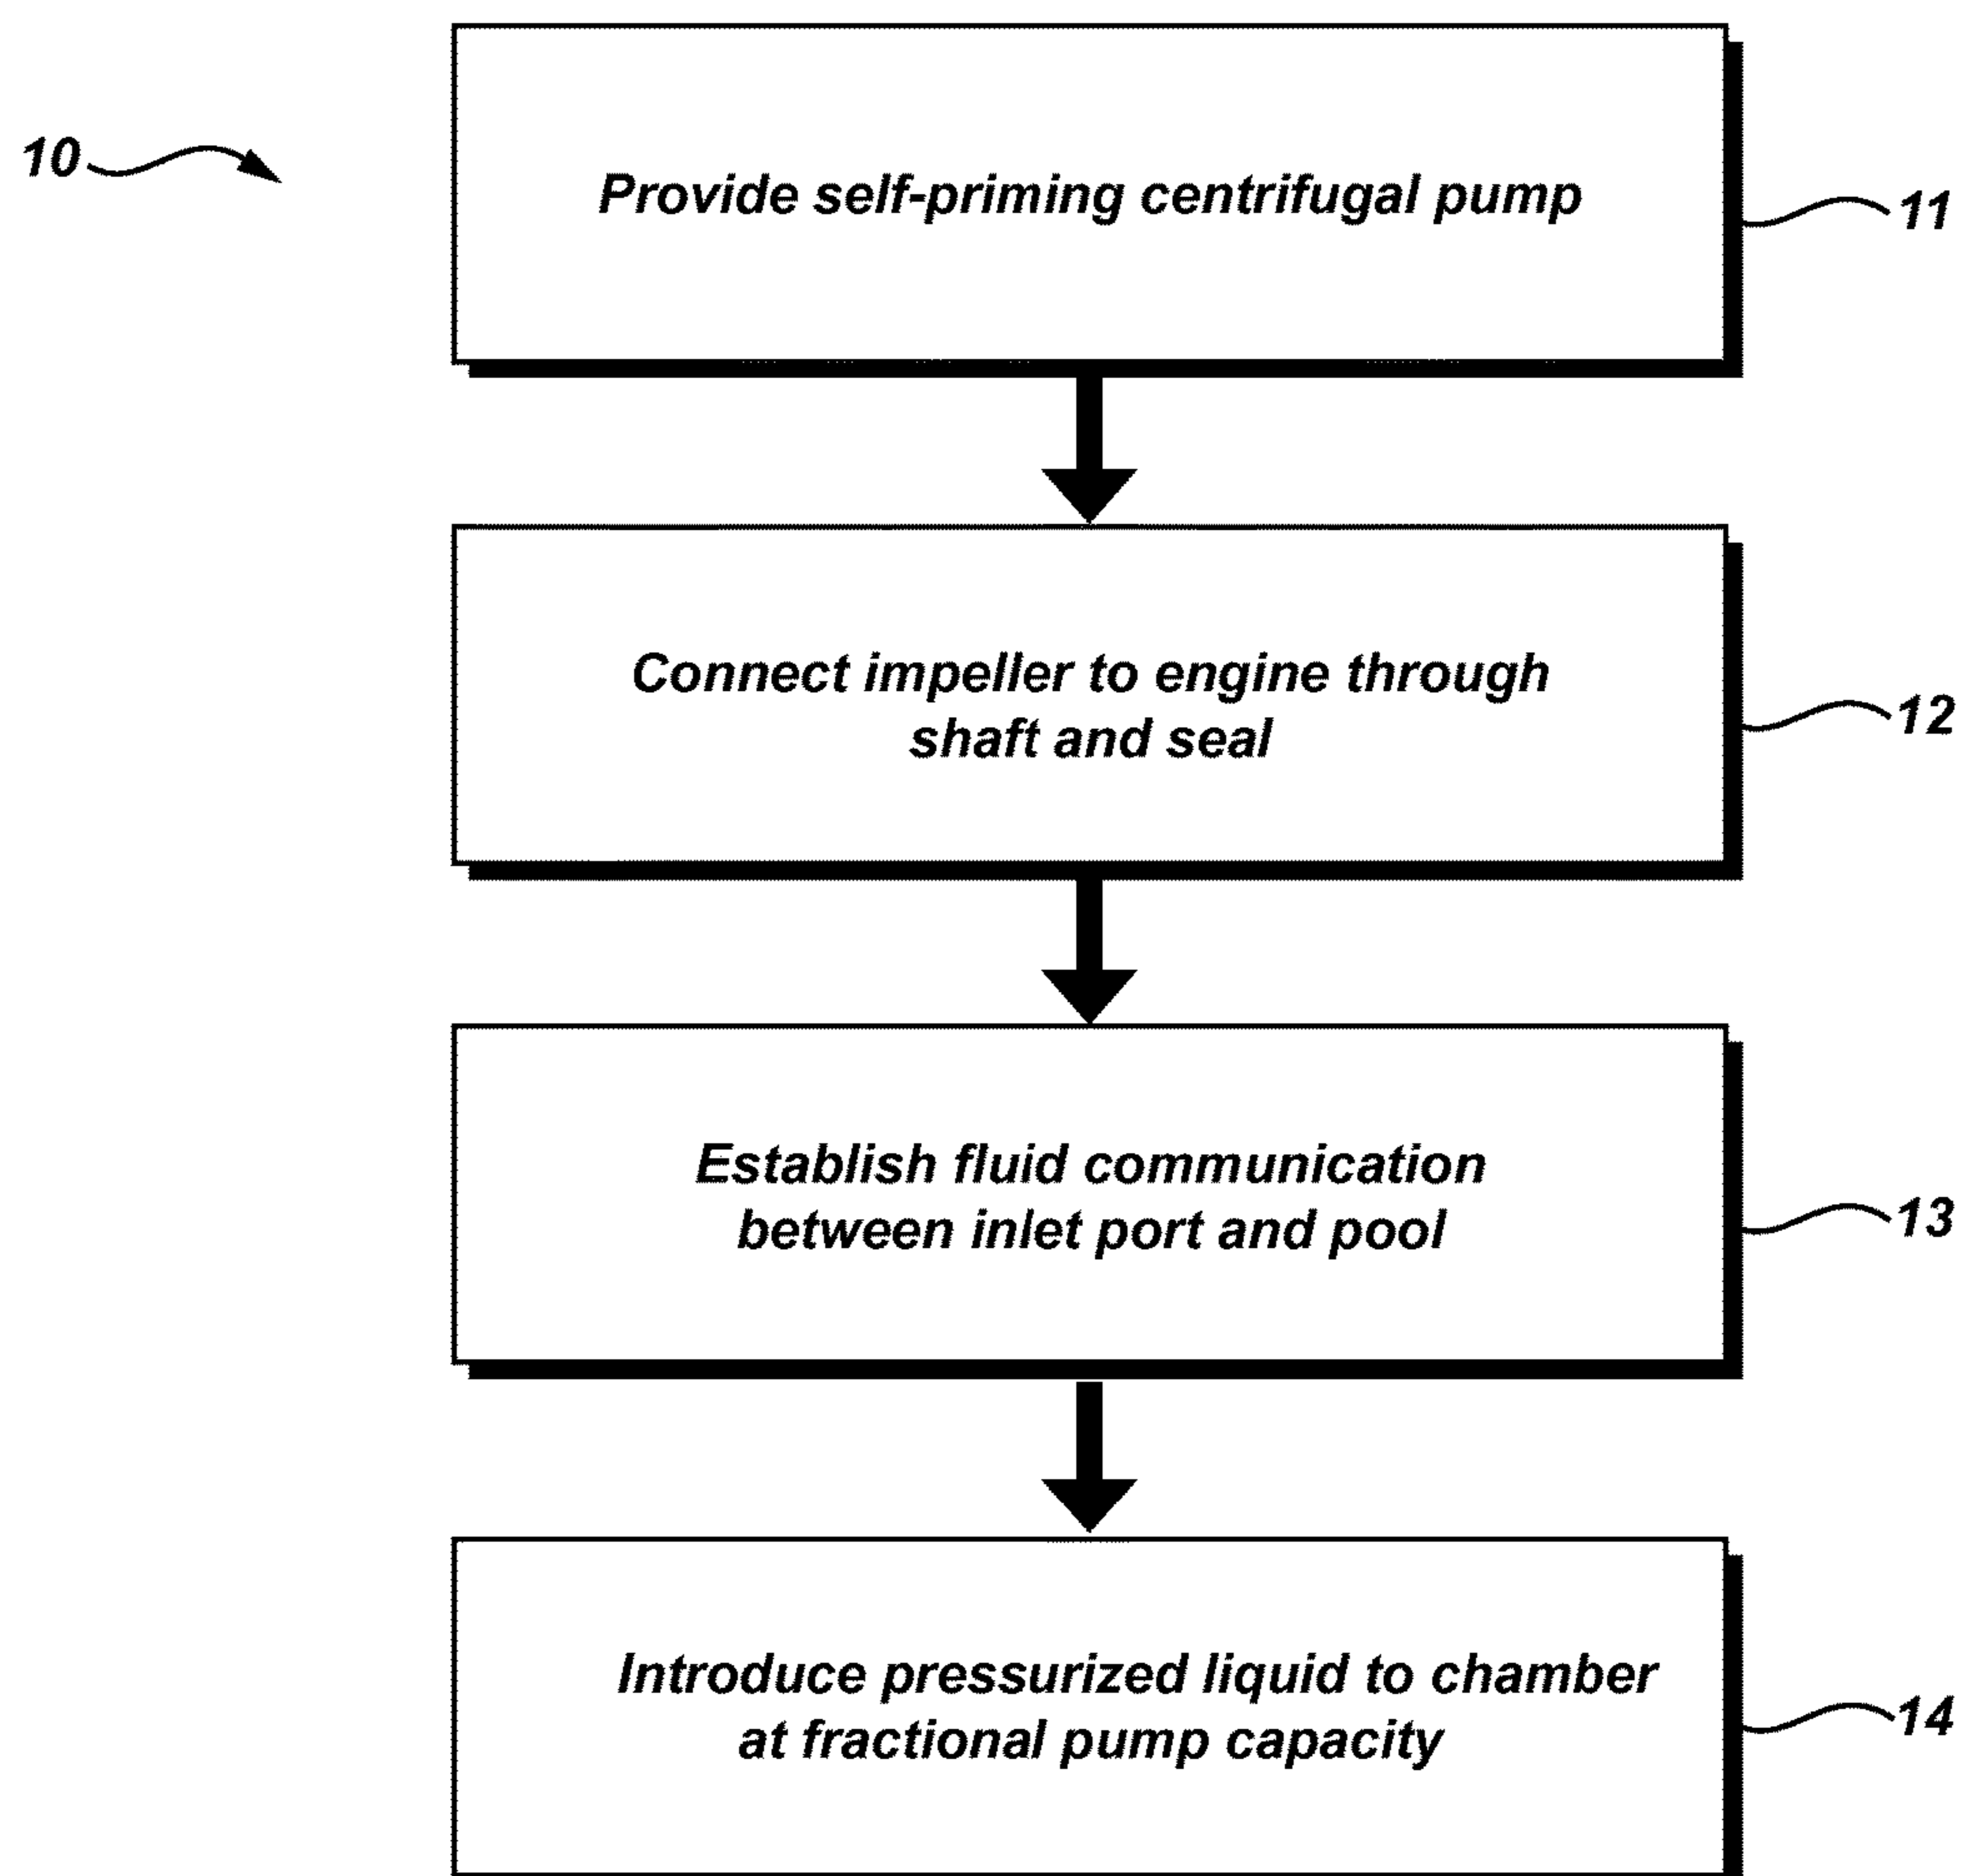 10
Provide self-priming centrifugal pump
11
Connect impeller to engine through
shaft and seal
12
Establish fluid communication
between inlet port and pool
13
Introduce pressurized liquid to chamber
at fractional pump capacity
14